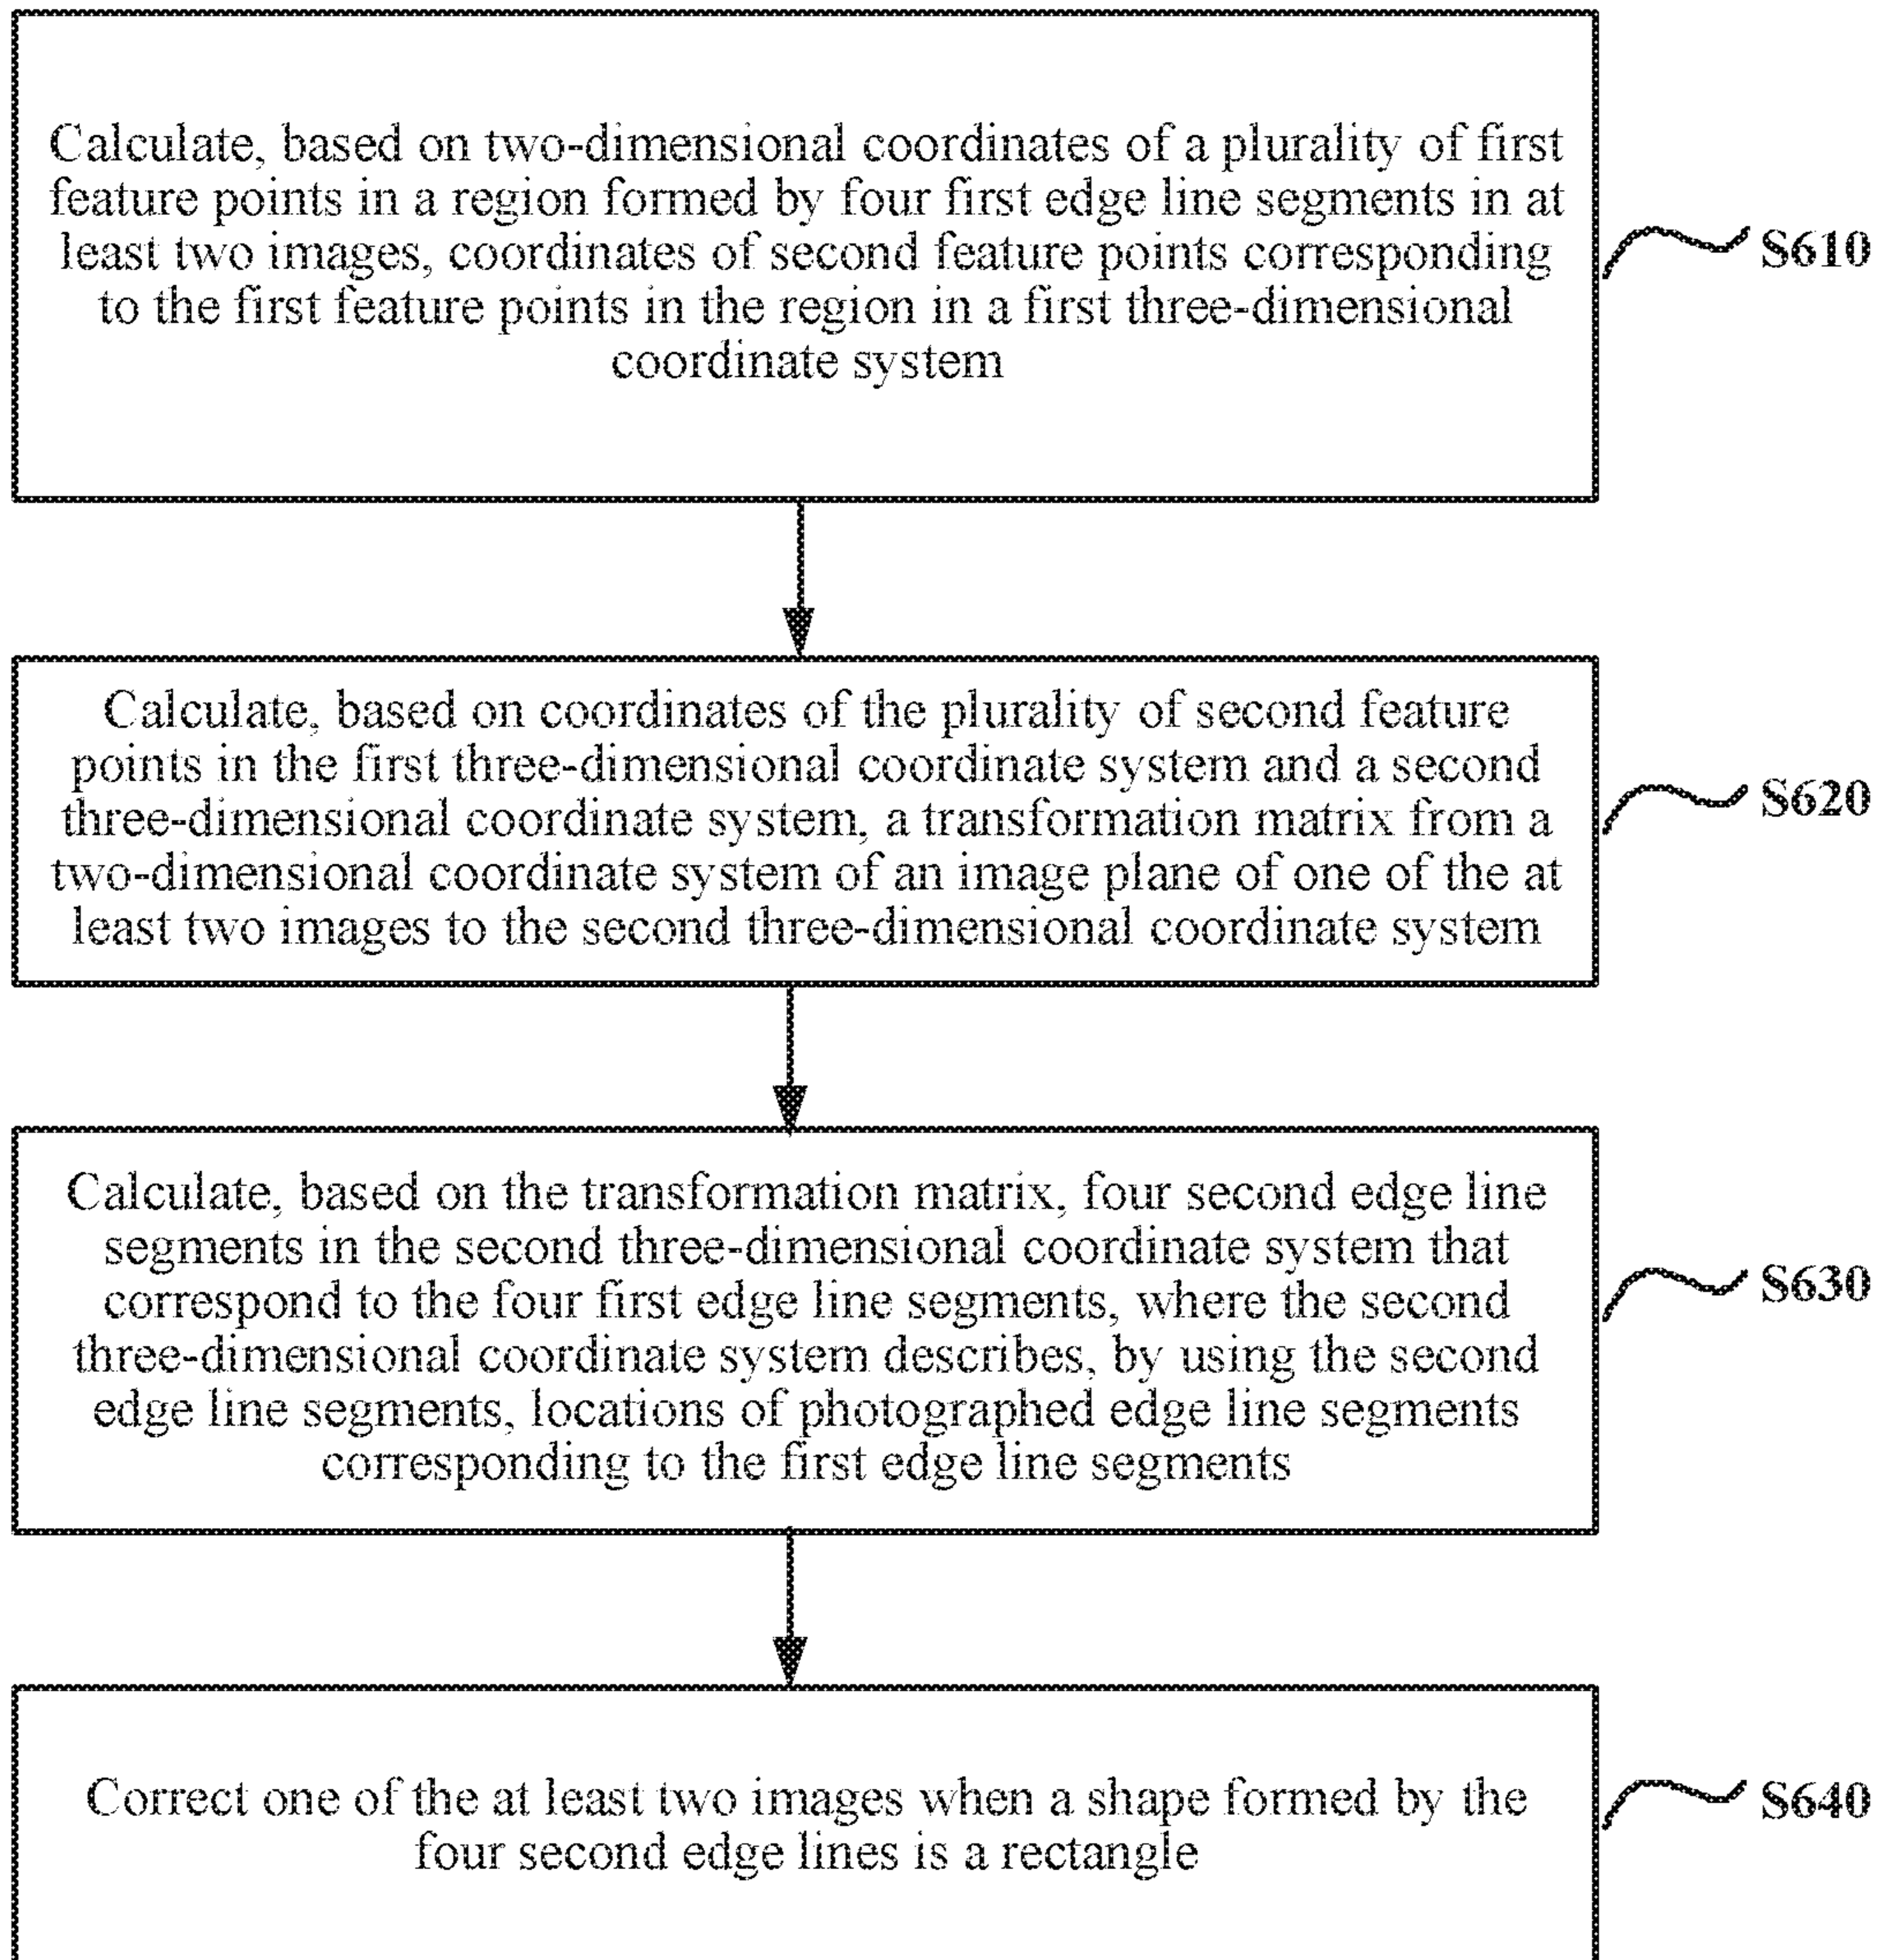 Calculate, based on two-dimensional coordinates of a plurality of first
feature points in a region formed by four first edge line segments in at
least two images, coordinates of second feature points corresponding
to the first feature points in the region in a first three-dimensional
coordinate system
S610
Calculate, based on coordinates of the plurality of second feature
points in the first three-dimensional coordinate system and a second
three-dimensional coordinate system, a transformation matrix from a
two-dimensional coordinate system of an image plane of one of the at
least two images to the second three-dimensional coordinate system
S620
Calculate, based on the transformation matrix, four second edge line
segments in the second three-dimensional coordinate system that
correspond to the four first edge line segments, where the second
three-dimensional coordinate system describes, by using the second
edge line segments, locations of photographed edge line segments
corresponding to the first edge line segments
S630
Correct one of the at least two images when a shape formed by the
four second edge lines is a rectangle
S640